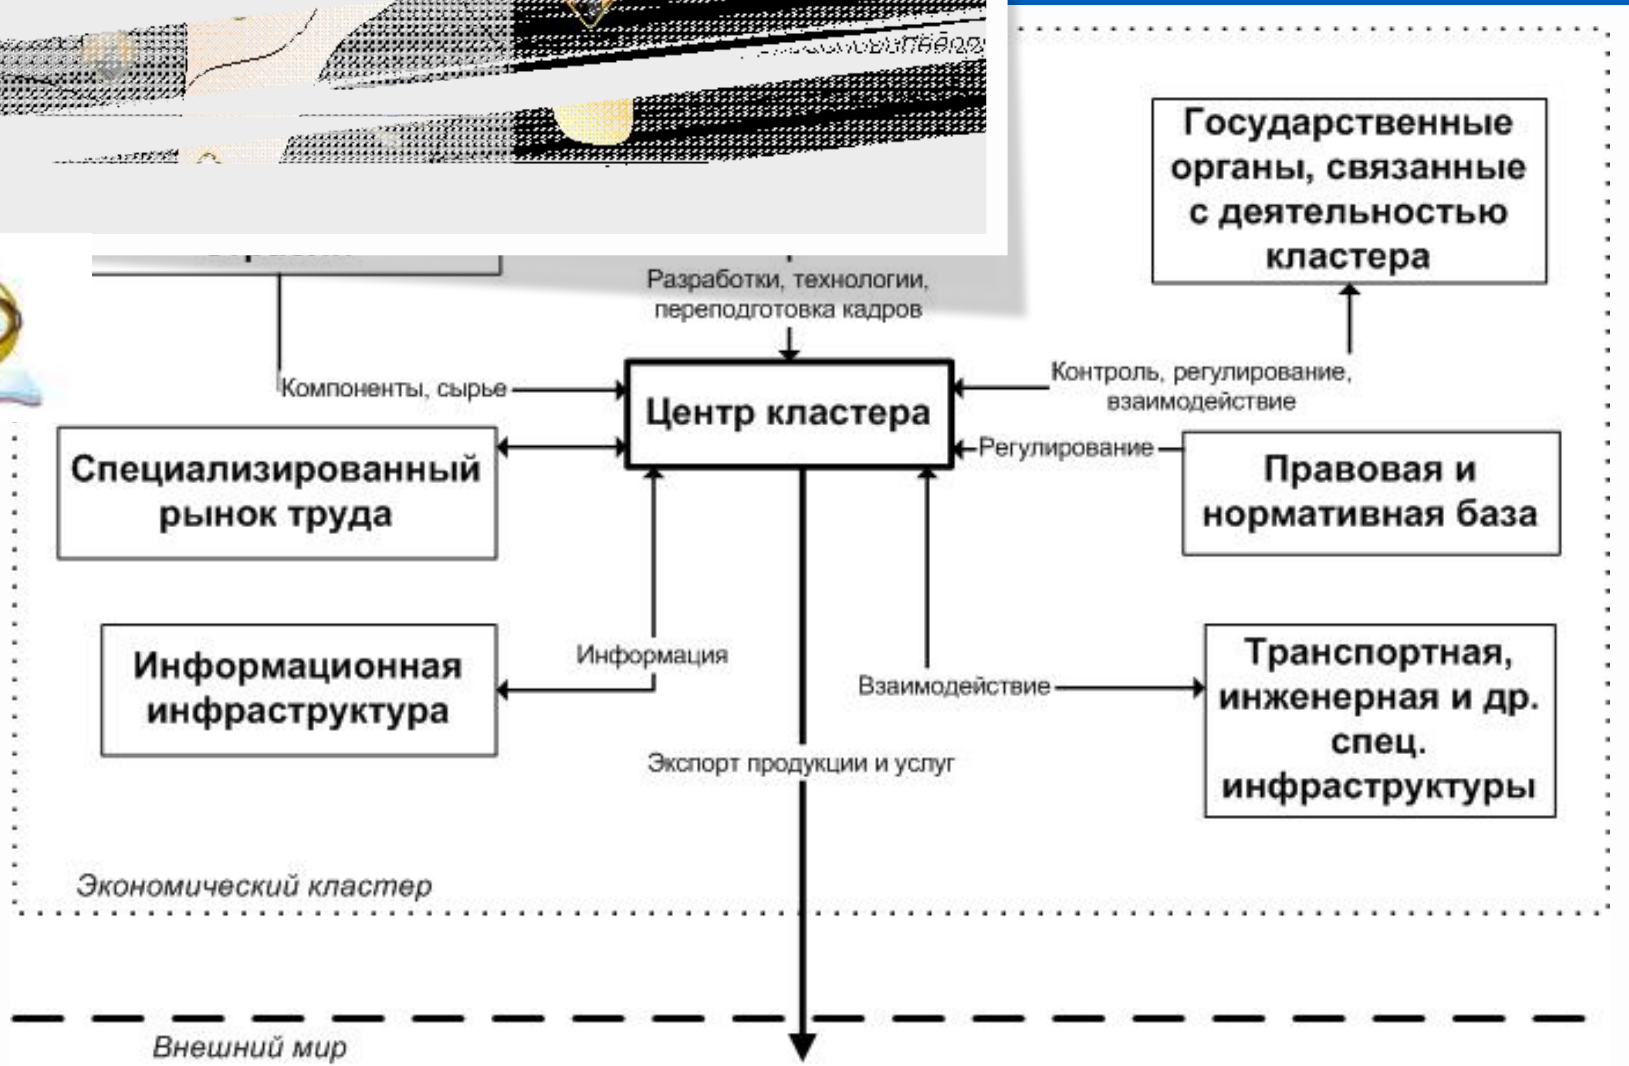 Государственные
органы, связанные
с деятельностью
кластера
Разработки, технологии,
переподготовка кадров
Контроль, регулирование,
взаимодействие
Компоненты, сырье
Центр кластера
Регулирование
Специализированный
рынок труда
Правовая и
нормативная база
Информационная
инфраструктура
Информация
Взаимодействие
Транспортная,
инженерная и др.
спец.
инфраструктуры
Экспорт продукции и услуг
Экономический кластер
Внешний мир